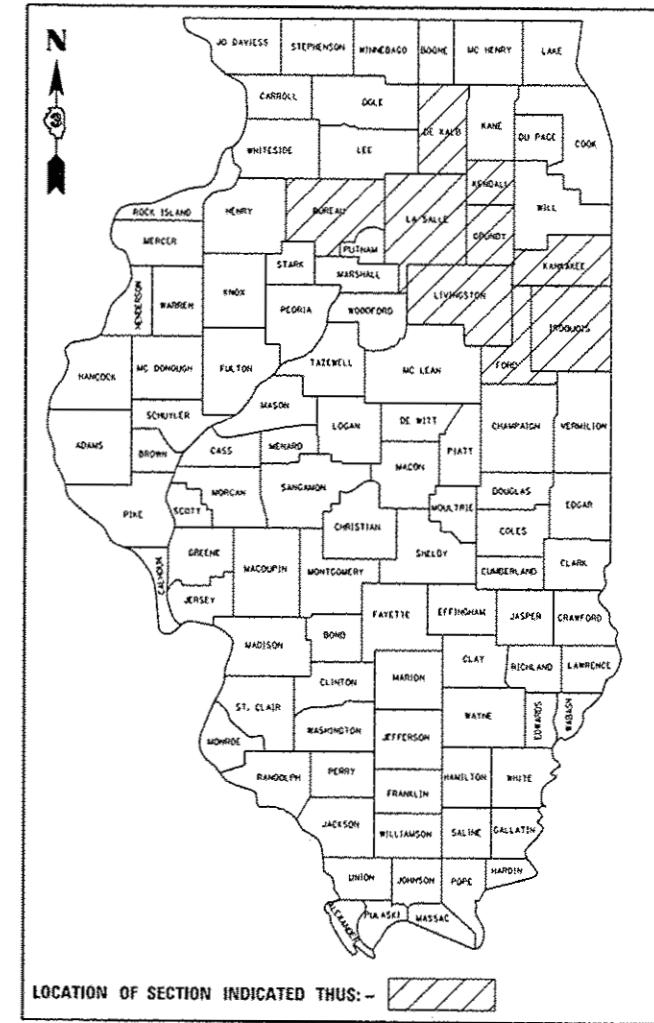 N
JO DAVIESS STEPHENSON WINNEBAGO BOONE MC HENRY LAKE
CARROLL OGLE DE KALB KANE DU PAGE COOK
WHITESIDE LEE KENDALL WILL
ROCK ISLAND HENRY BUREAU LA SALLE GRUNDY
MERCER PUTNAM KANKAKEE
HENDERSON WARREN KNOX STARK MARSHALL LIVINGSTON
PEORIA WOODFORD IROQUOIS
HANCOCK MC DONOUGH FULTON TAZEWELL MC LEAN FORD
SCHUYLER MASON
ADAMS BROWN CASS MENARD LOGAN DE WITT CHAMPAIGN VERMILION
PIATT
MACON
PIKE SCOTT MORGAN SANGAMON MOULTRIE DOUGLAS EDGAR
CHRISTIAN COLES
CALHOUN GREENE MACOUPIN MONTGOMERY SHELBY CUMBERLAND CLARK
JERSEY
FAYETTE EFFINGHAM JASPER CRAWFORD
MADISON BOND
CLAY RICHLAND LAWRENCE
CLINTON MARION
ST. CLAIR WAYNE EDWARDS WABASH
WASHINGTON JEFFERSON
MONROE
RANDOLPH PERRY HAMILTON WHITE
FRANKLIN
JACKSON WILLIAMSON SALINE GALLATIN
UNION JOHNSON POPE HARDIN
ALEXANDER PULASKI MASSAC
LOCATION OF SECTION INDICATED THUS:-